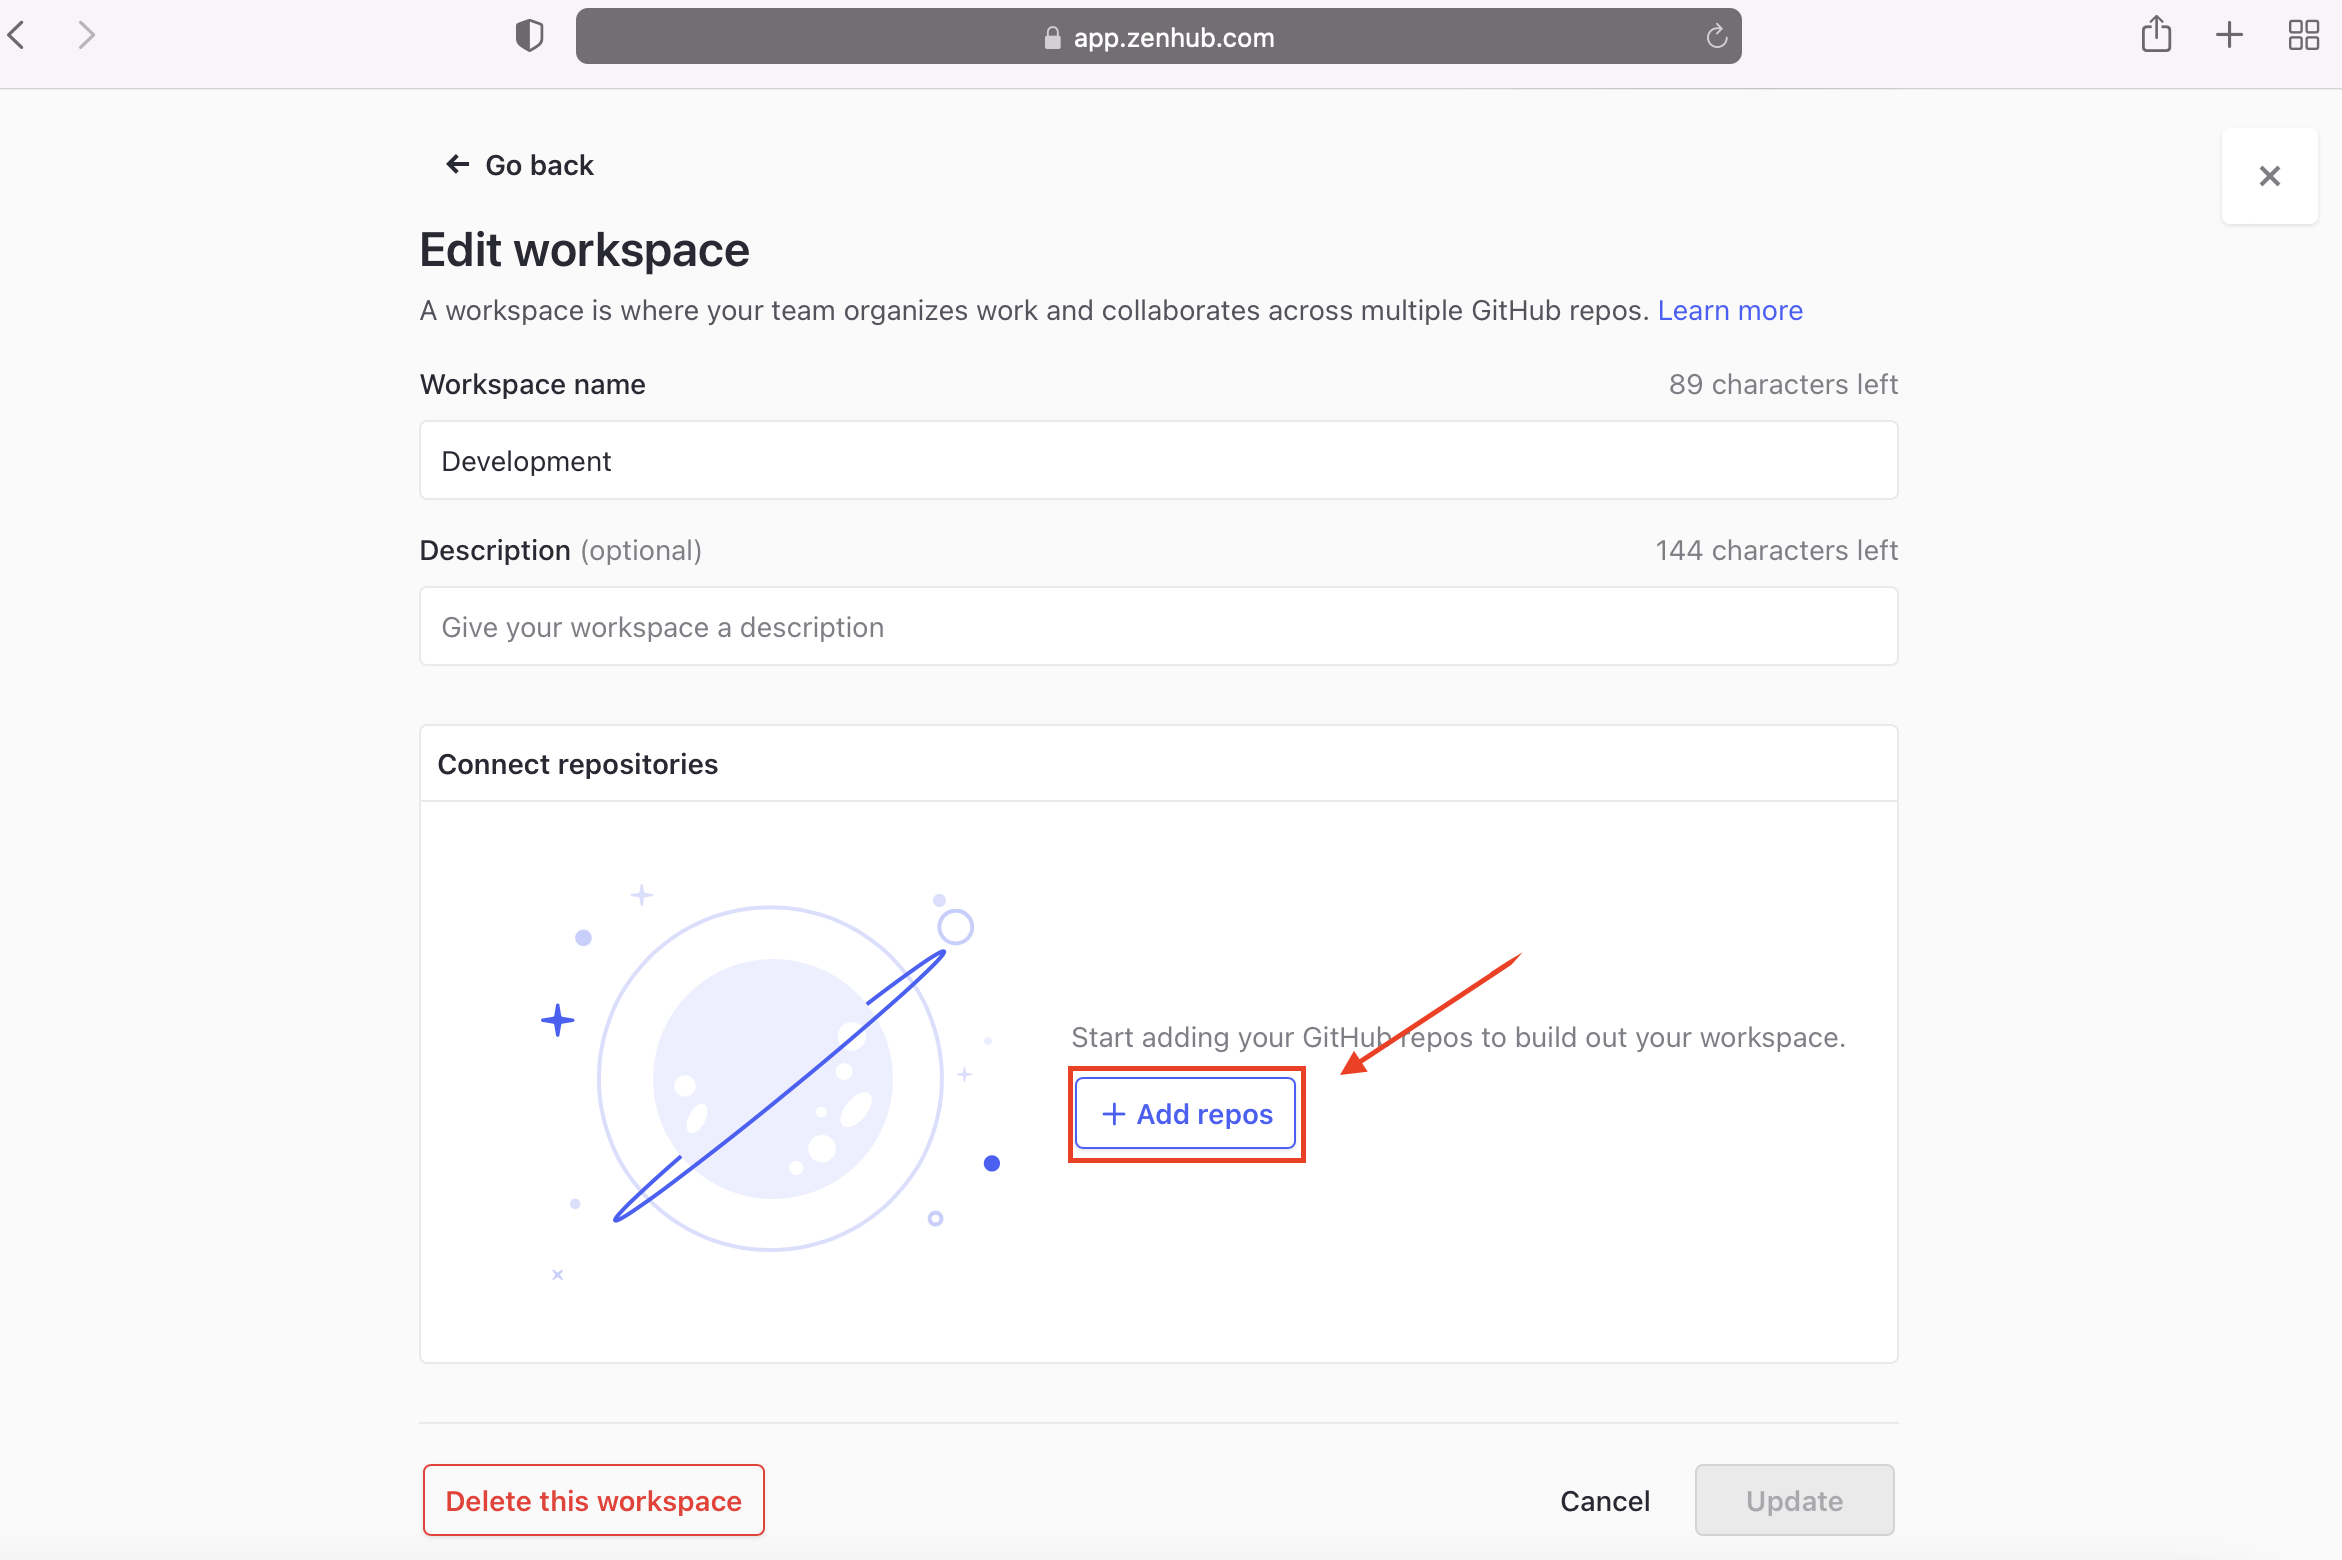 app.zenhub.com
Go back
Edit workspace
A workspace is where your team organizes work and collaborates across multiple GitHub repos. Learn more
Workspace name
89 characters left
Development
Description (optional)
144 characters left
Give your workspace a description
Connect repositories
Start adding your GitHub repos to build out your workspace.
+ Add repos
Delete this workspace
Cancel
Update